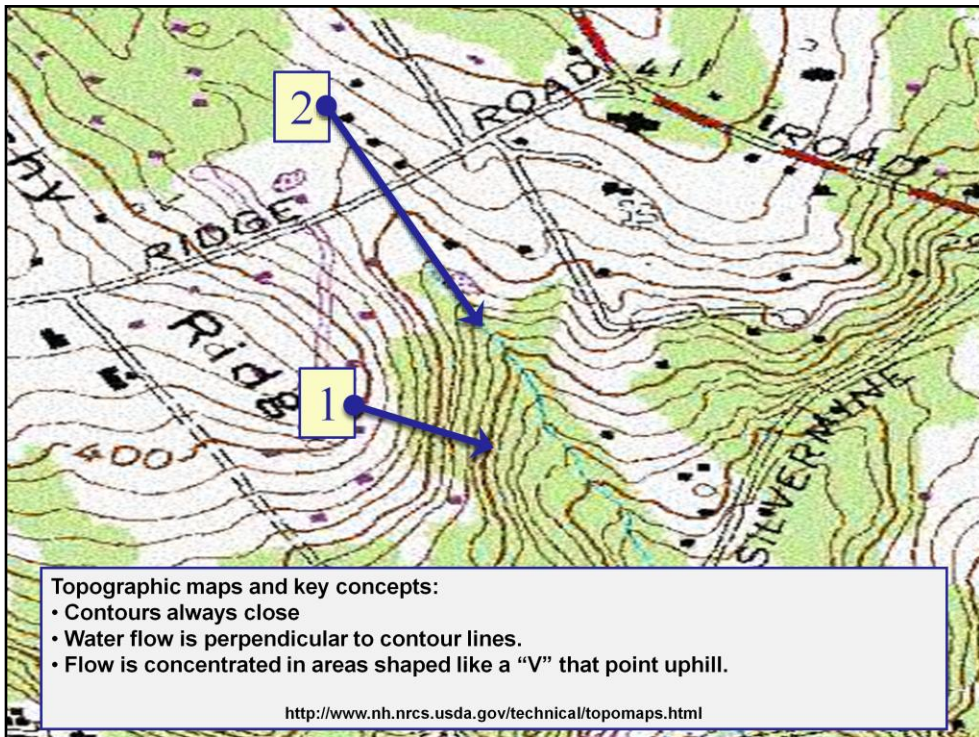 2
411
ROAD
ROAD
hy
RIDGE
Ridge
1
400
SILVERMINE
Topographic maps and key concepts:
• Contours always close
• Water flow is perpendicular to contour lines.
• Flow is concentrated in areas shaped like a “V” that point uphill.
http://www.nh.nrcs.usda.gov/technical/topomaps.html